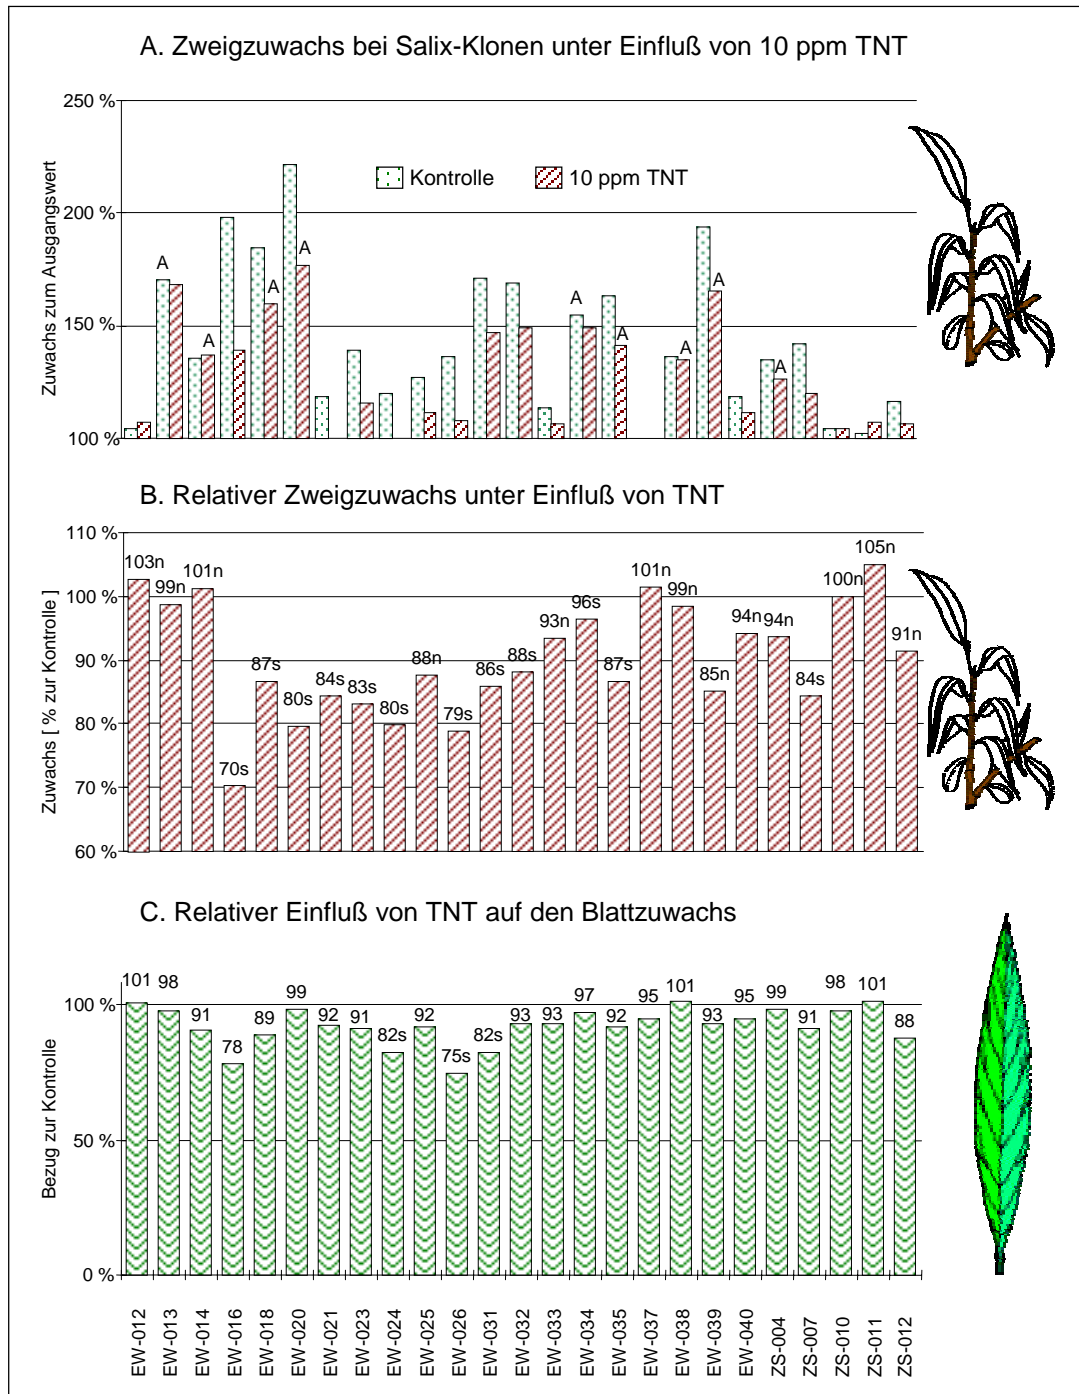 A. Zweigzuwachs bei Salix-Klonen unter Einfluß von 10 ppm TNT
Zuwachs zum Ausgangswert
250 %
200 %
150 %
100 %
Kontrolle
10 ppm TNT
A
A
A
A
A
A
A
A
A
B. Relativer Zweigzuwachs unter Einfluß von TNT
Zuwachs [ % zur Kontrolle ]
110 %
100 %
90 %
80 %
70 %
60 %
103n
99n
101n
70s
87s
80s
84s
83s
80s
88n
79s
86s
88s
93n
96s
87s
101n
99n
85n
94n
94n
84s
100n
105n
91n
C. Relativer Einfluß von TNT auf den Blattzuwachs
Bezug zur Kontrolle
100 %
50 %
0 %
101
98
91
78
89
99
92
91
82s
92
75s
82s
93
93
97
92
95
101
93
95
99
91
98
101
88
EW-012
EW-013
EW-014
EW-016
EW-018
EW-020
EW-021
EW-023
EW-024
EW-025
EW-026
EW-031
EW-032
EW-033
EW-034
EW-035
EW-037
EW-038
EW-039
EW-040
ZS-004
ZS-007
ZS-010
ZS-011
ZS-012